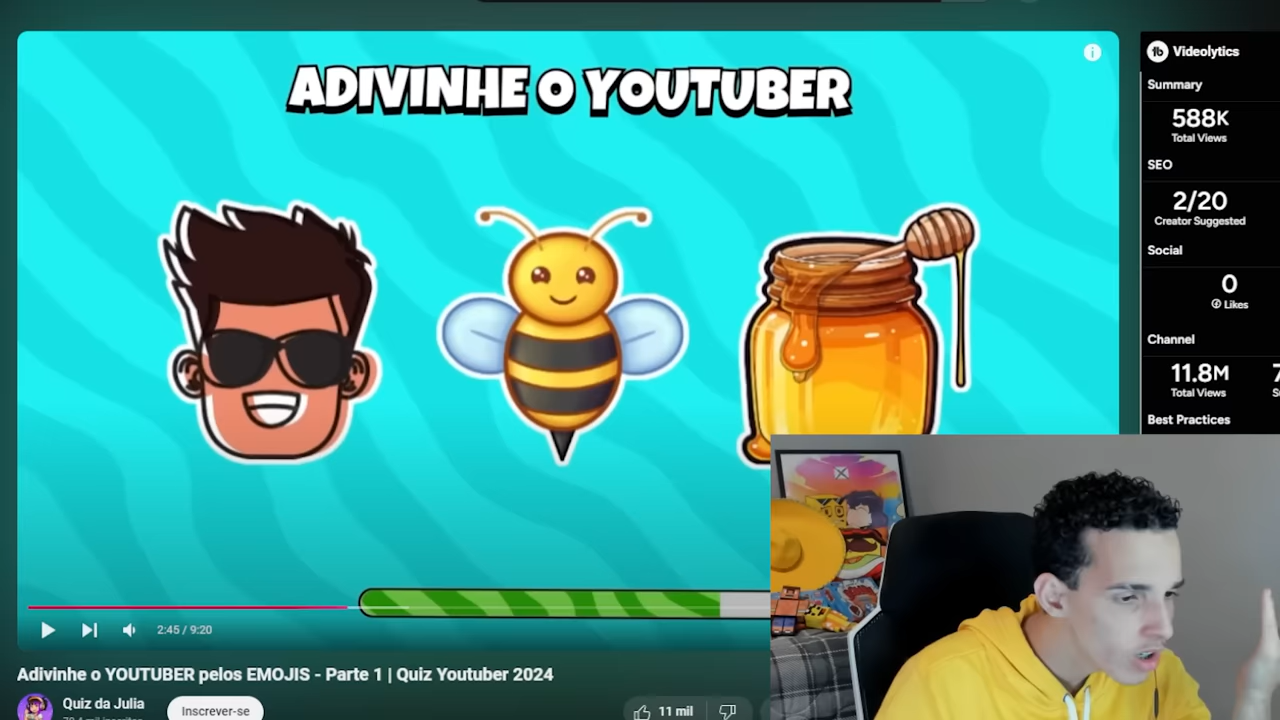 ADIVINHE O YOUTUBER
Videolytics
Summary
588K
Total Views
SEO
2/20
Creator Suggested
Social
0
Likes
Channel
11.8M
Total Views
Best Practices
2:45 / 9:20
Adivinhe o YOUTUBER pelos EMOJIS - Parte 1 | Quiz Youtube 2024
Quiz da Julia
Inscrever-se
11 mil